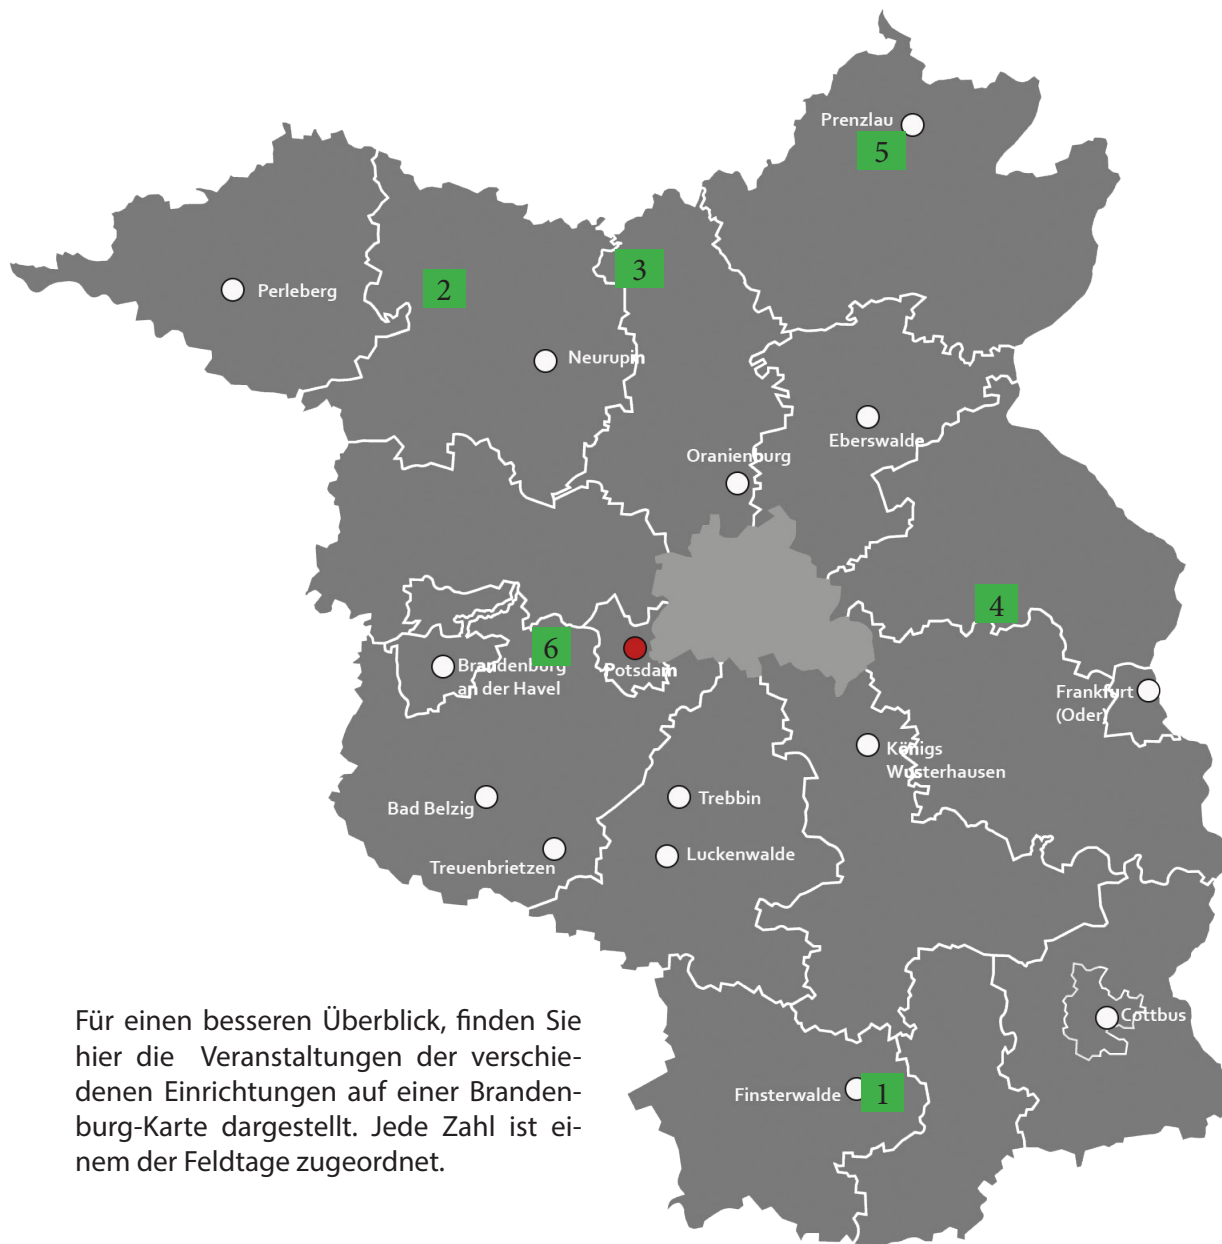 Prenzlau
5
3
2
Perleberg
Neurupin
Eberswalde
Oranienburg
4
6
Potsdam
Brandenburg
an der Havel
Frankfurt
(Oder)
Königs
Wusterhausen
Trebbin
Bad Belzig
Luckenwalde
Treuenbrietzen
Cottbus
Finsterwalde
1
Für einen besseren Überblick, finden Sie
hier die Veranstaltungen der verschie-
denen Einrichtungen auf einer Branden-
burg-Karte dargestellt. Jede Zahl ist ei-
nem der Feldtage zugeordnet.